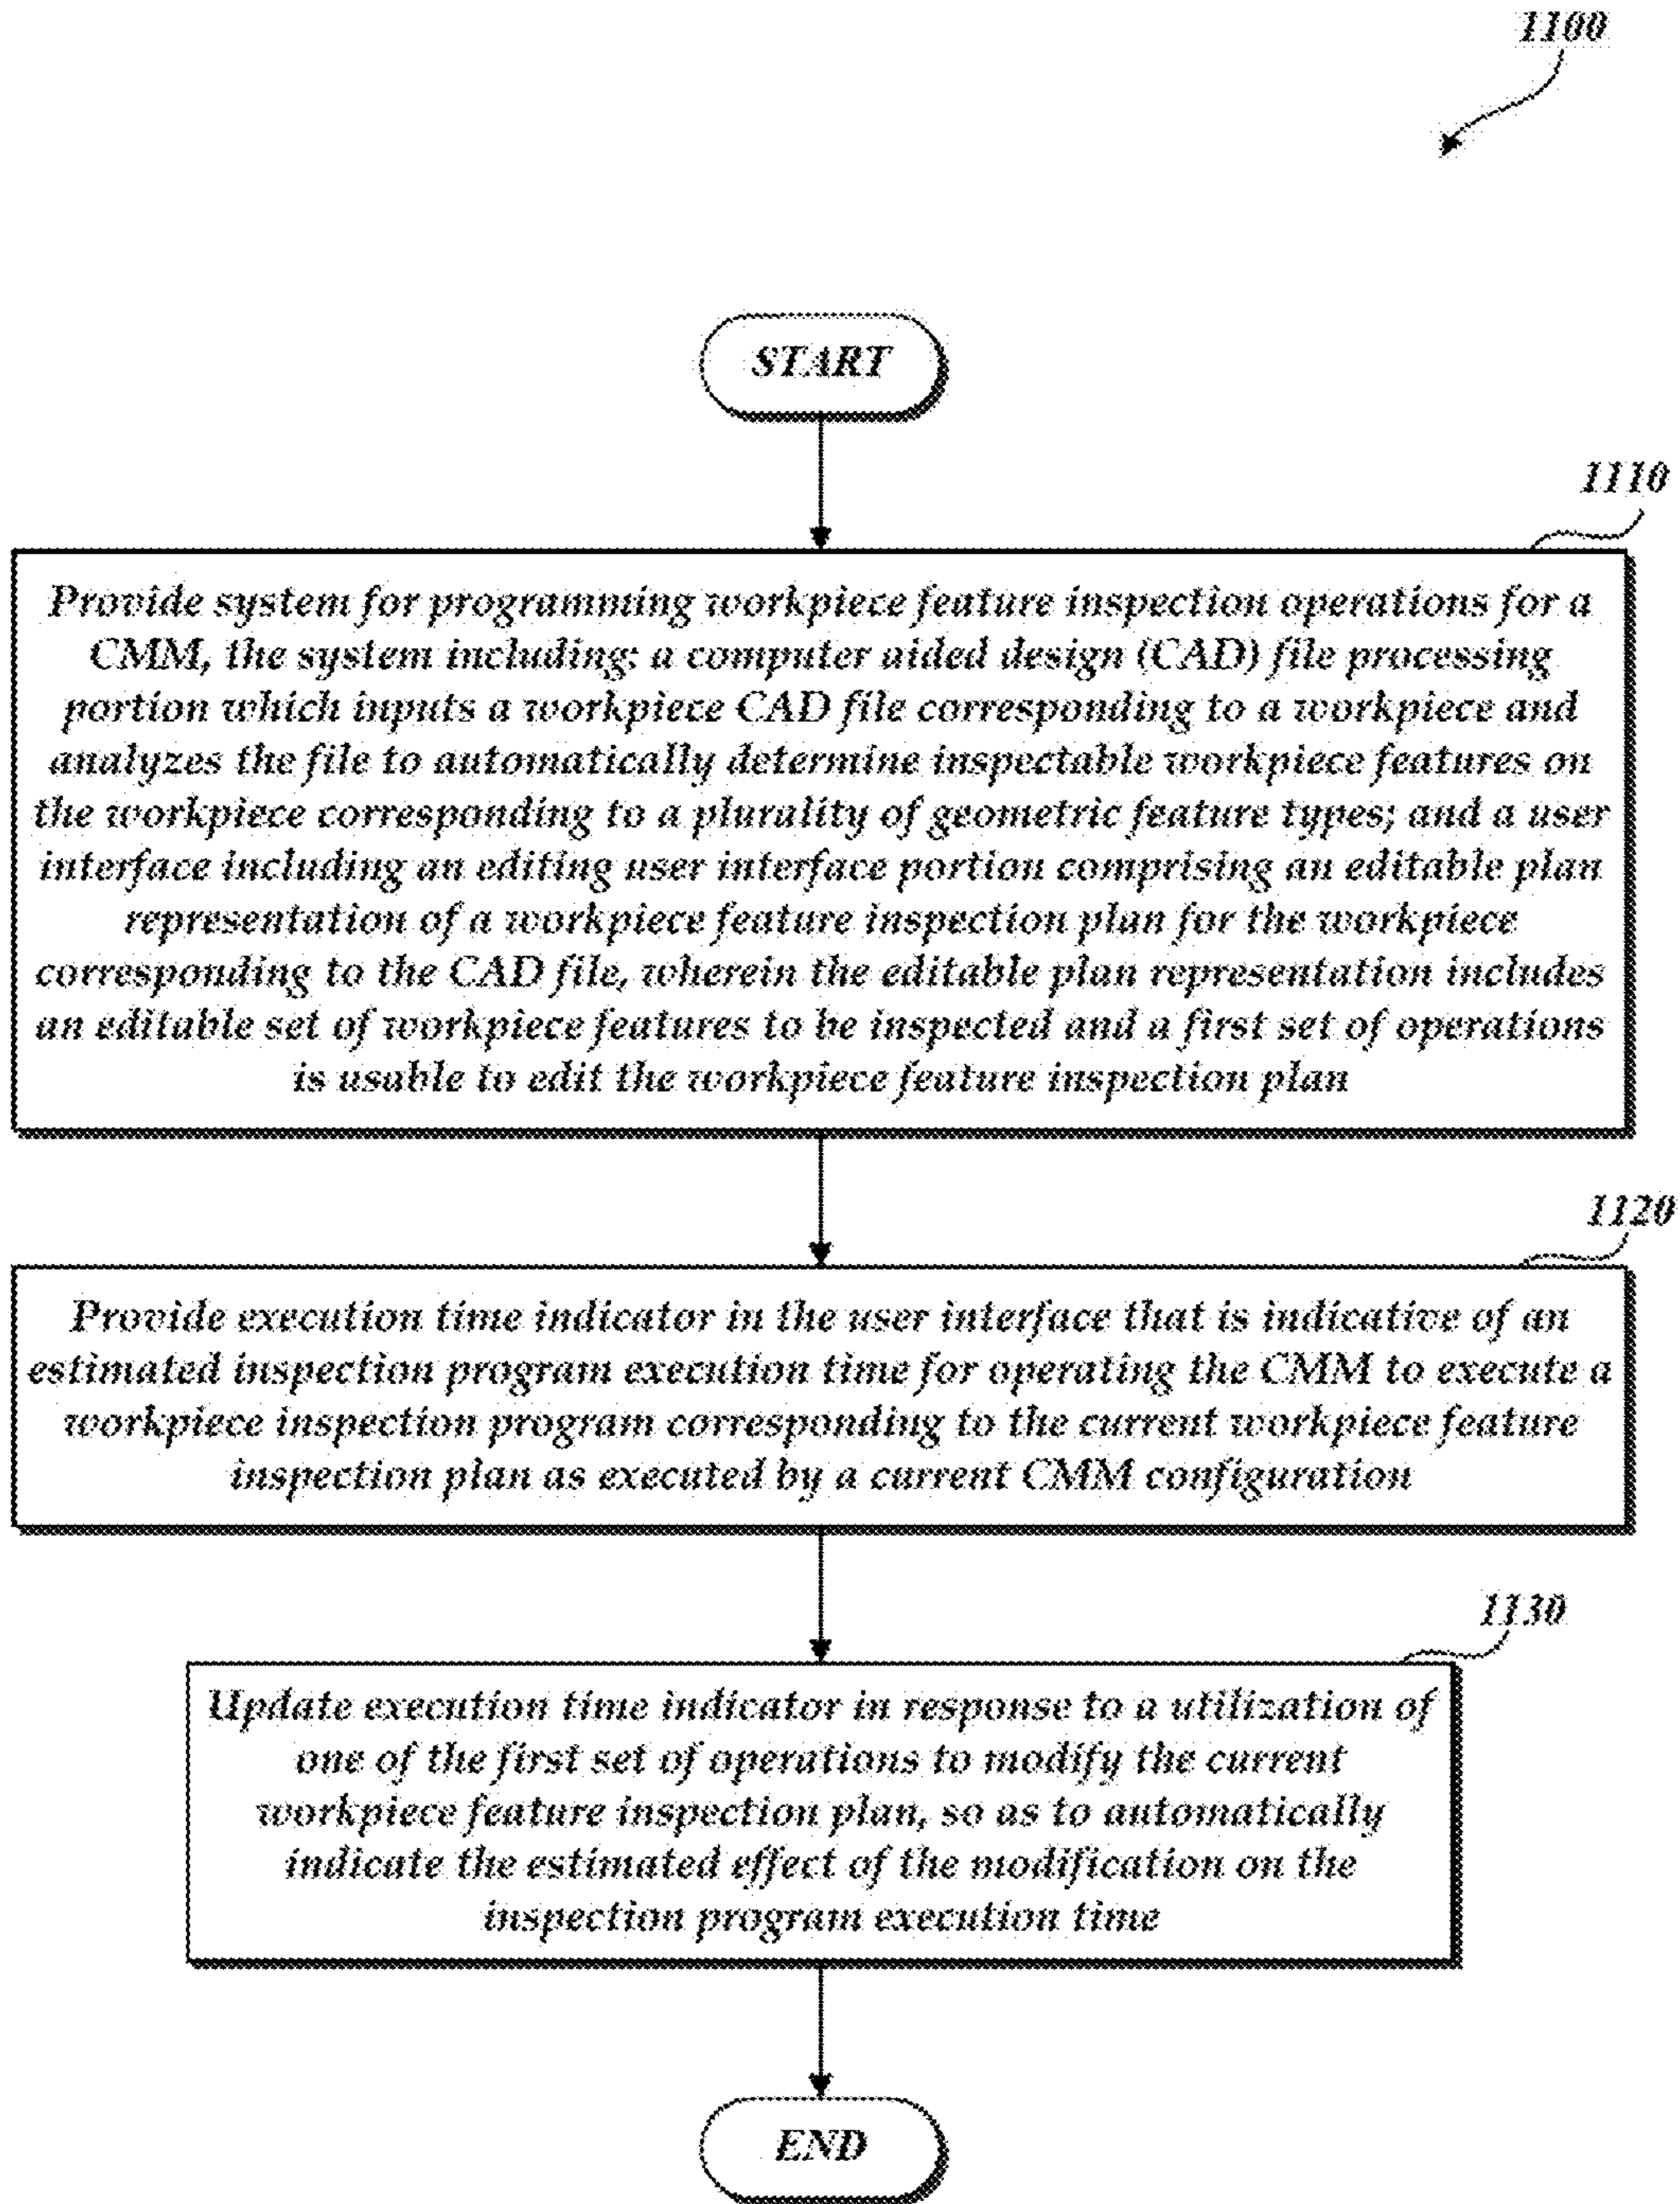 1100
START
1110
Provide system for programming workpiece feature inspection operations for a
CMM, the system including: a computer aided design (CAD) file processing
portion which inputs a workpiece CAD file corresponding to a workpiece and
analyzes the file to automatically determine inspectable workpiece features on
the workpiece corresponding to a plurality of geometric feature types; and a user
interface including an editing user interface portion comprising an editable plan
representation of a workpiece feature inspection plan for the workpiece
corresponding to the CAD file, wherein the editable plan representation includes
an editable set of workpiece features to be inspected and a first set of operations
is usable to edit the workpiece feature inspection plan
1120
Provide execution time indicator in the user interface that is indicative of an
estimated inspection program execution time for operating the CMM to execute a
workpiece inspection program corresponding to the current workpiece feature
inspection plan as executed by a current CMM configuration
1130
Update execution time indicator in response to a utilization of
one of the first set of operations to modify the current
workpiece feature inspection plan, so as to automatically
indicate the estimated effect of the modification on the
inspection program execution time
END